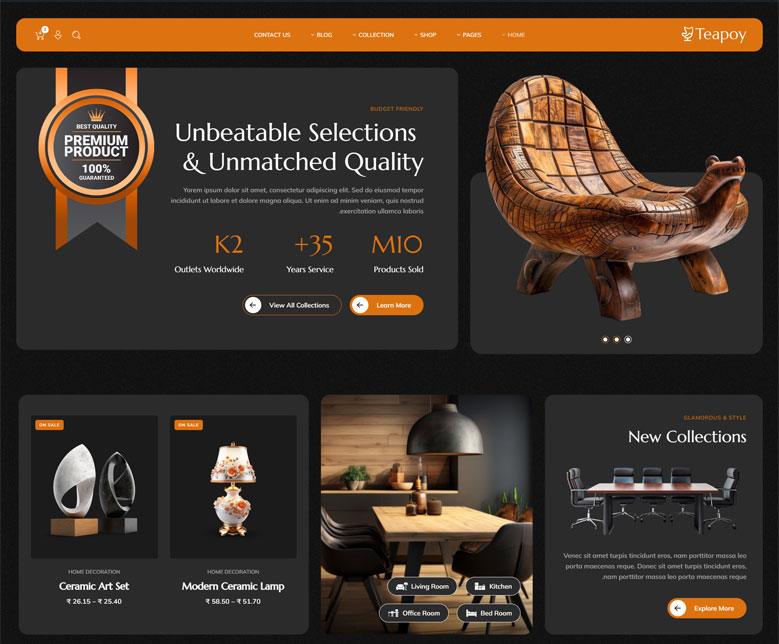 2
CONTACT US
BLOG
COLLECTION
SHOP
PAGES
HOME
Teapoy
BEST QUALITY
PREMIUM
PRODUCT
100%
GUARANTEED
BUDGET FRIENDLY
Unbeatable Selections
& Unmatched Quality
Yorem ipsum dolor sit amet, consectetur adipiscing elit. Sed do eiusmod tempor
incididunt ut labore et dolore magna aliqua. Ut enim ad minim veniam, quis nostrud
.exercitation ullamco laboris
K2
+35
M10
Outlets Worldwide
Years Service
Products Sold
View All Collections
Learn More
ON SALE
ON SALE
HOME DECORATION
HOME DECORATION
Ceramic Art Set
Modern Ceramic Lamp
₹ 26.15 – ₹ 25.40
₹ 58.50 – ₹ 51.70
Living Room
Kitchen
Office Room
Bed Room
GLAMOROUS & STYLE
New Collections
Venec sit amet turpis tincidunt eros, nam porttitor massa leo
porta maecenas reque. Donec sit amet turpis tincidunt eros,
.nam porttitor massa leo porta maecenas reque
Explore More